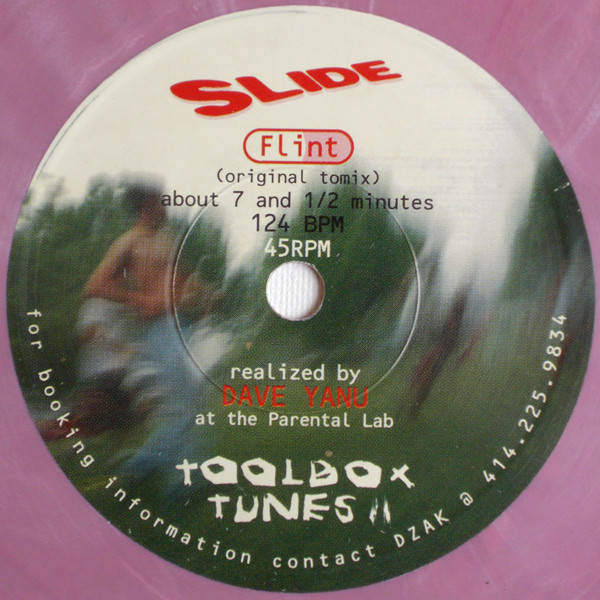 SLIDE
Flint
(original tomix)
about 7 and 1/2 minutes
124 BPM
45RPM
realized by
DAVE YANU
at the Parental Lab
TOOLBOX
TUNES II
for booking information contact DZAK @ 414.225.9834